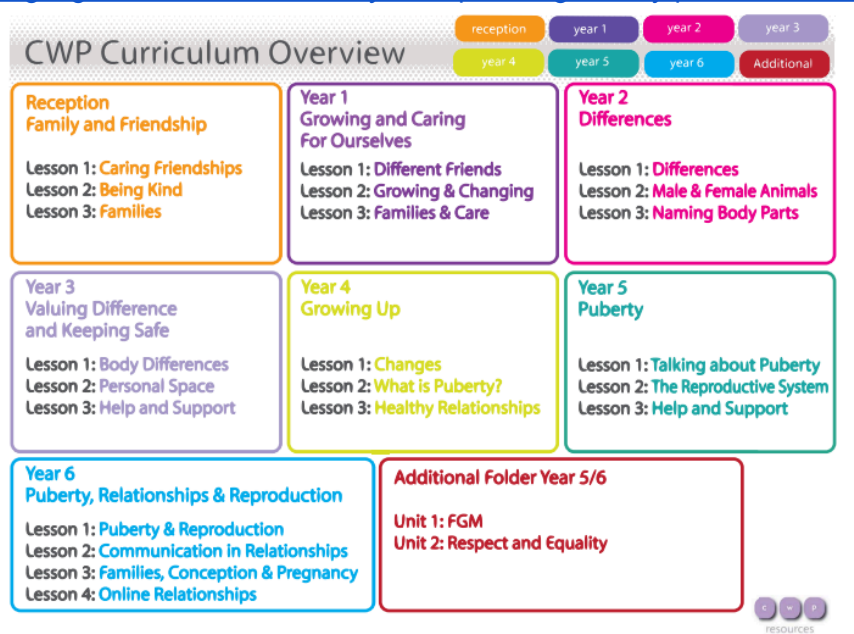 CWP Curriculum Overview
reception
year 1
year 2
year 3
year 4
year 5
year 6
Additional
Reception
Family and Friendship
Lesson 1: Caring Friendships
Lesson 2: Being Kind
Lesson 3: Families
Year 1
Growing and Caring
For Ourselves
Lesson 1: Different Friends
Lesson 2: Growing & Changing
Lesson 3: Families & Care
Year 2
Differences
Lesson 1: Differences
Lesson 2: Male & Female Animals
Lesson 3: Naming Body Parts
Year 3
Valuing Difference
and Keeping Safe
Lesson 1: Body Differences
Lesson 2: Personal Space
Lesson 3: Help and Support
Year 4
Growing Up
Lesson 1: Changes
Lesson 2: What is Puberty?
Lesson 3: Healthy Relationships
Year 5
Puberty
Lesson 1: Talking about Puberty
Lesson 2: The Reproductive System
Lesson 3: Help and Support
Year 6
Puberty, Relationships & Reproduction
Lesson 1: Puberty & Reproduction
Lesson 2: Communication in Relationships
Lesson 3: Families, Conception & Pregnancy
Lesson 4: Online Relationships
Additional Folder Year 5/6
Unit 1: FGM
Unit 2: Respect and Equality
c w p
resources